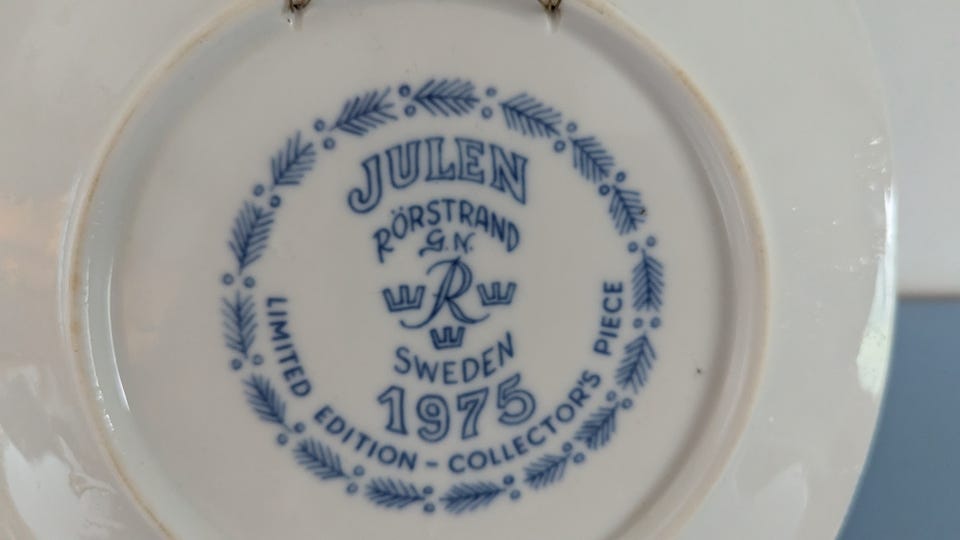 JULEN
RÖRSTRAND
G.N.
R
SWEDEN
1975
LIMITED EDITION - COLLECTOR'S PIECE